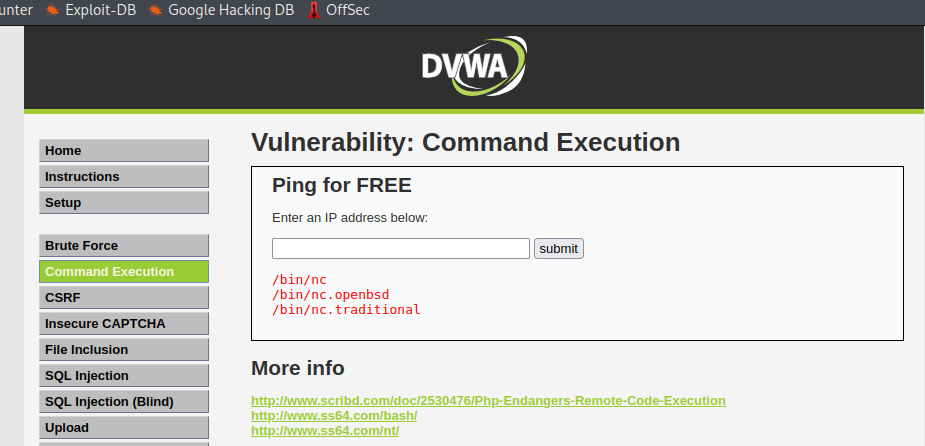 unter Exploit-DB Google Hacking DB OffSec
DVWA
Home
Instructions
Setup
Brute Force
Command Execution
CSRF
Insecure CAPTCHA
File Inclusion
SQL Injection
SQL Injection (Blind)
Upload
Vulnerability: Command Execution
Ping for FREE
Enter an IP address below:
submit
/bin/nc
/bin/nc.openbsd
/bin/nc.traditional
More info
http://www.scribd.com/doc/2530476/Php-Endangers-Remote-Code-Execution
http://www.ss64.com/bash/
http://www.ss64.com/nt/